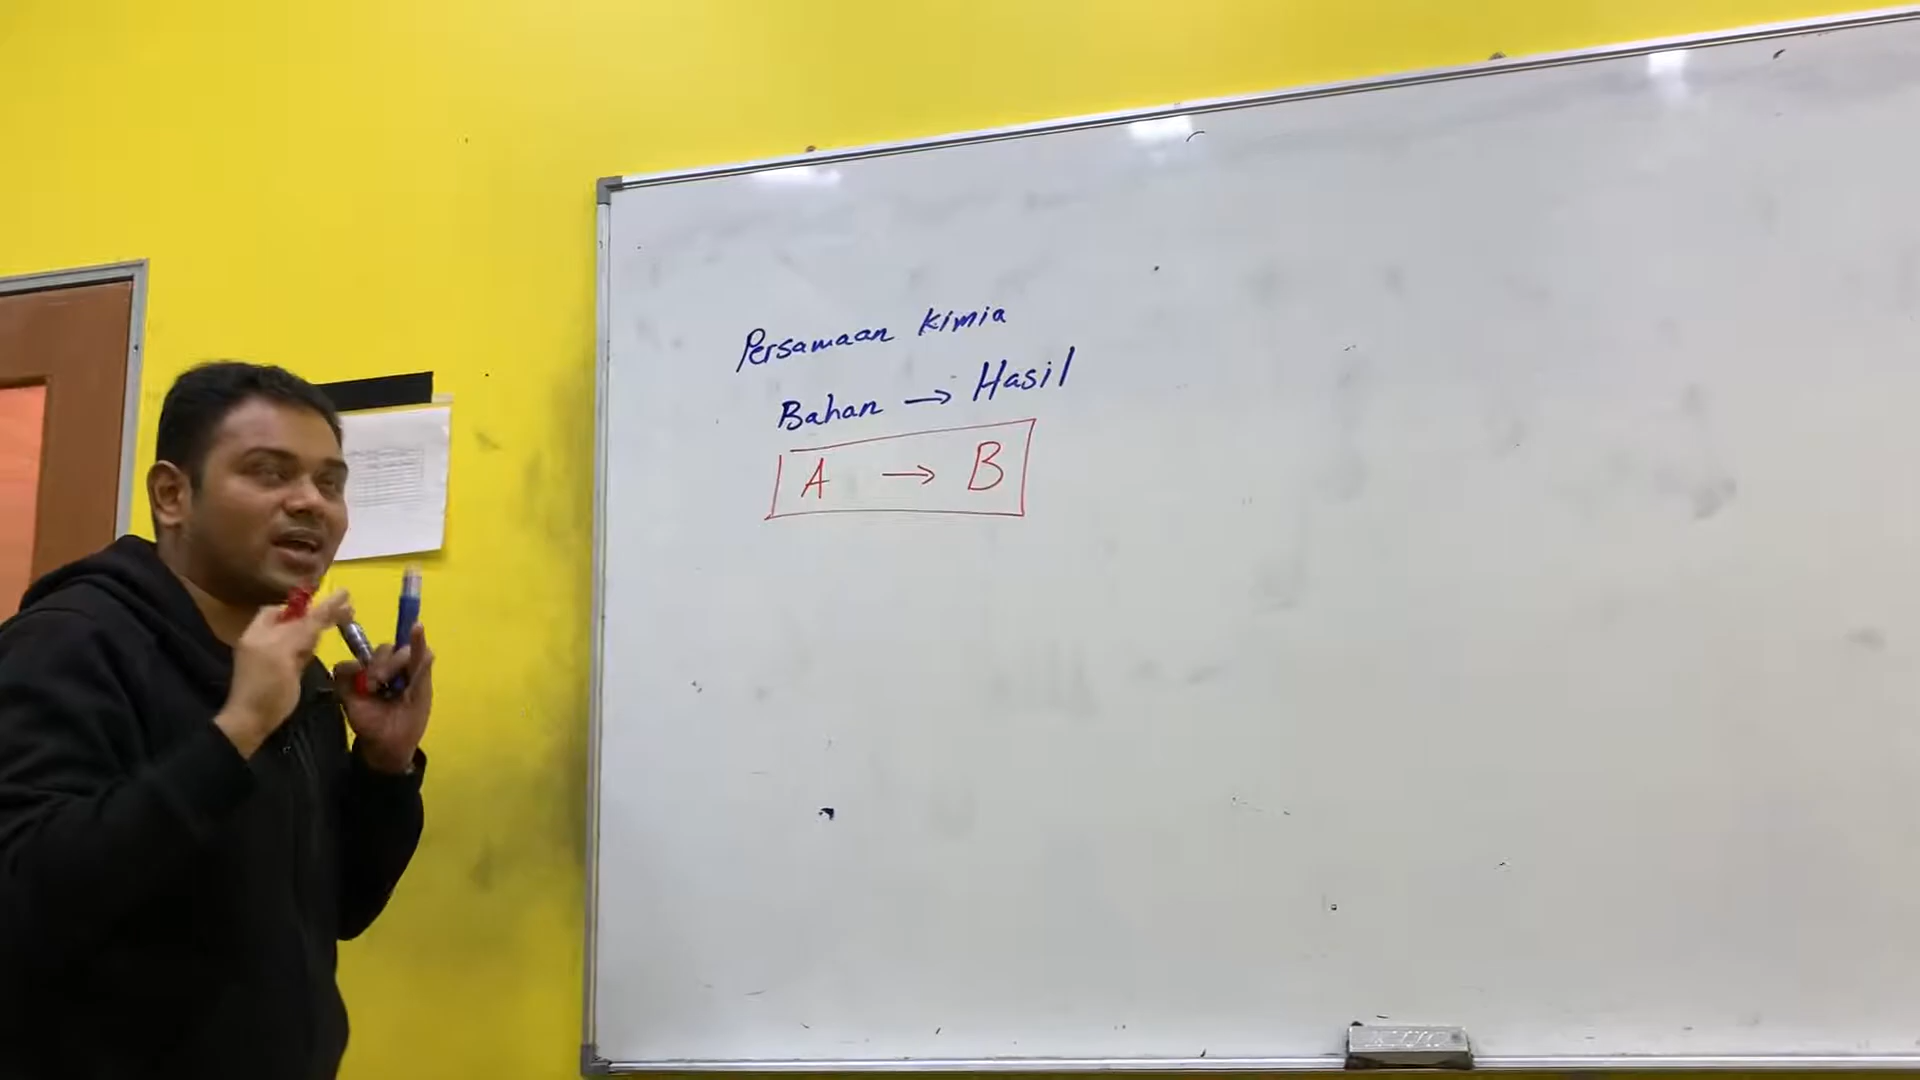 Persamaan Kimia
Bahan → Hasil
A → B